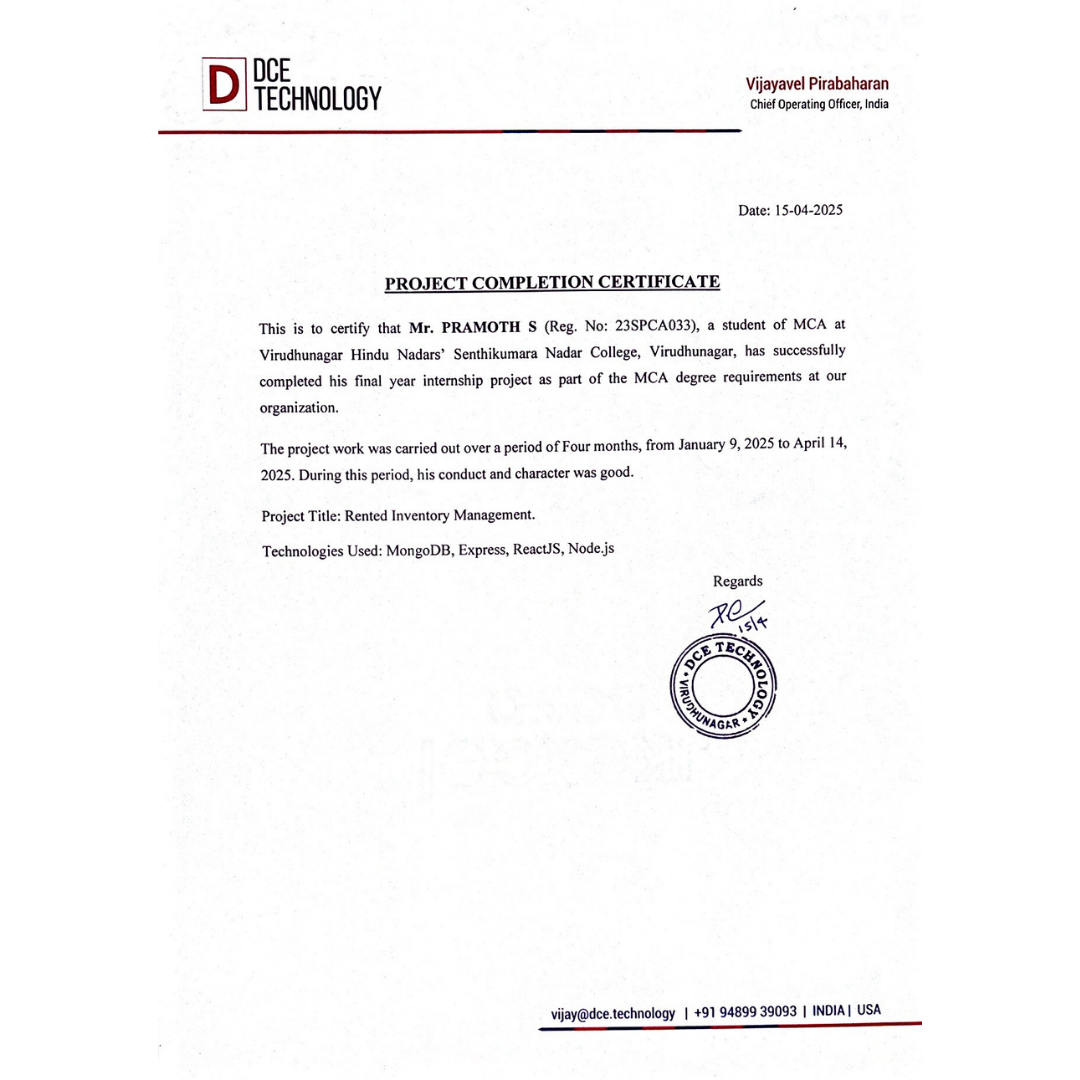 D DCE
TECHNOLOGY
Vijayavel Pirabaharan
Chief Operating Officer, India
Date: 15-04-2025
PROJECT COMPLETION CERTIFICATE
This is to certify that Mr. PRAMOTH S (Reg. No: 23SPCA033), a student of MCA at
Virudhunagar Hindu Nadars' Senthikumara Nadar College, Virudhunagar, has successfully
completed his final year internship project as part of the MCA degree requirements at our
organization.
The project work was carried out over a period of Four months, from January 9, 2025 to April 14,
2025. During this period, his conduct and character was good.
Project Title: Rented Inventory Management.
Technologies Used: MongoDB, Express, ReactJS, Node.js
Regards
15/4
DCE TECHNOLOGY
VIRUDHUNAGAR
vijay@dce.technology | +91 94899 39093 | INDIA | USA